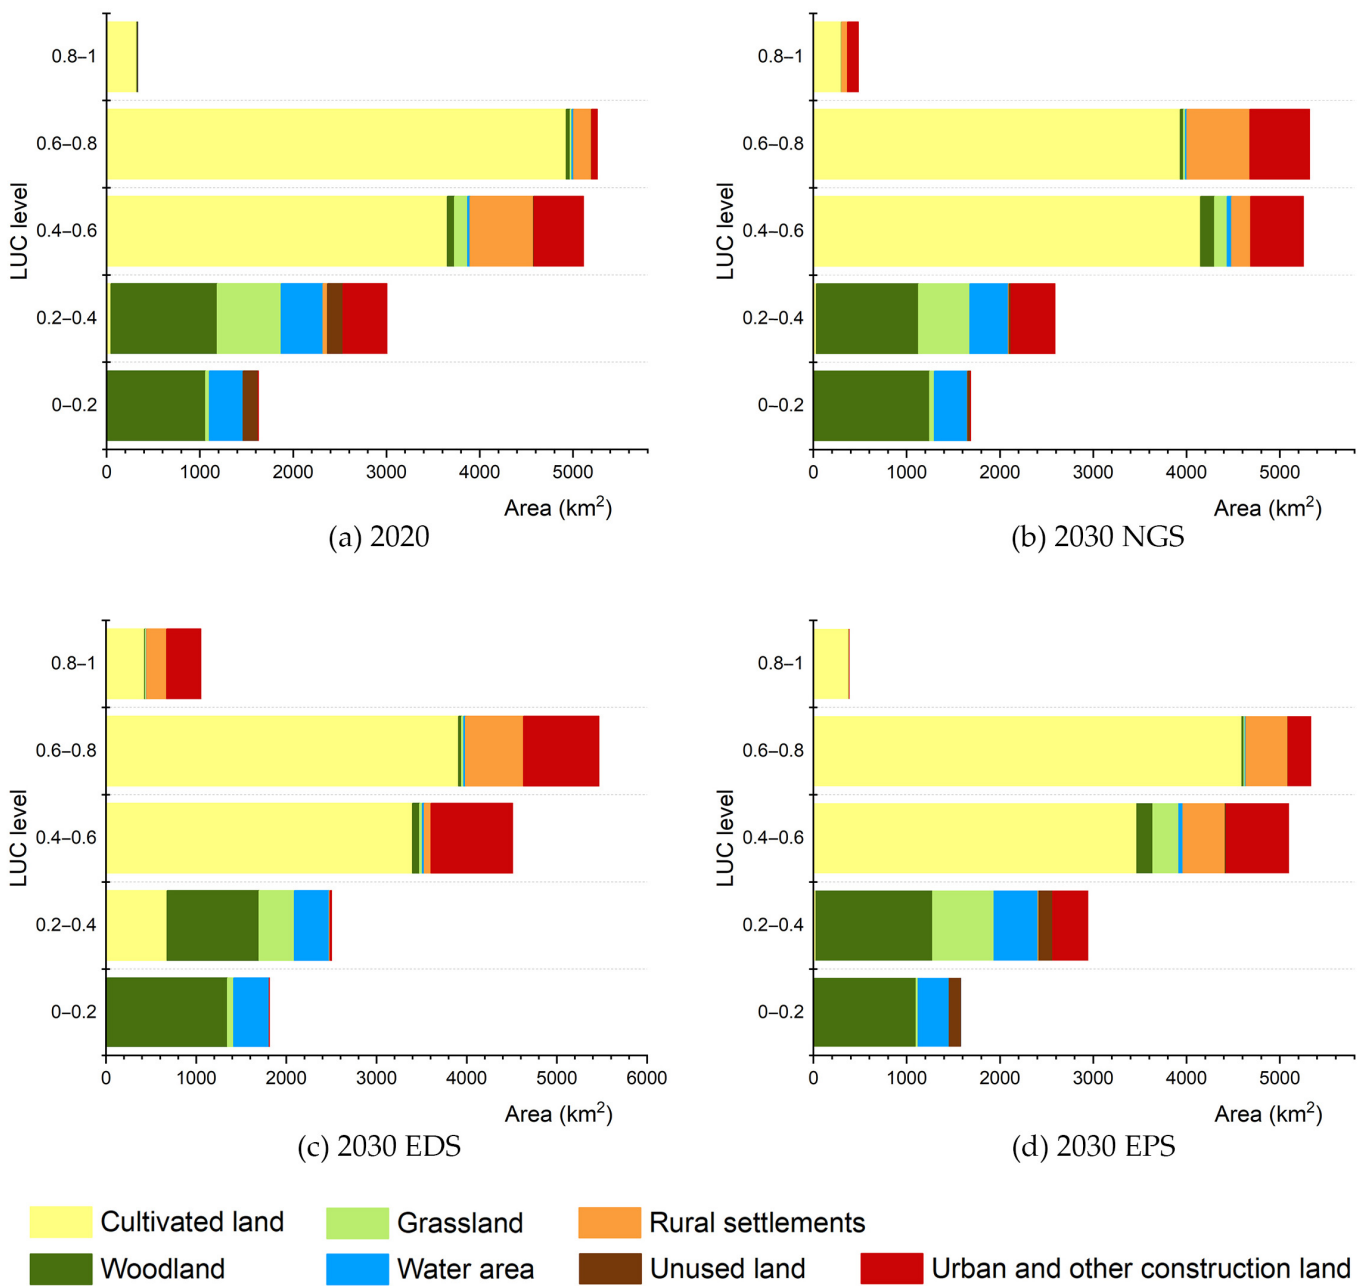 0.8–1
0.6–0.8
0.4–0.6
0.2–0.4
0–0.2
LUC level
0 1000 2000 3000 4000 5000
Area (km²)
(a) 2020
0.8–1
0.6–0.8
0.4–0.6
0.2–0.4
0–0.2
LUC level
0 1000 2000 3000 4000 5000
Area (km²)
(b) 2030 NGS
0.8–1
0.6–0.8
0.4–0.6
0.2–0.4
0–0.2
LUC level
0 1000 2000 3000 4000 5000 6000
Area (km²)
(c) 2030 EDS
0.8–1
0.6–0.8
0.4–0.6
0.2–0.4
0–0.2
LUC level
0 1000 2000 3000 4000 5000
Area (km²)
(d) 2030 EPS
Cultivated land Grassland Rural settlements
Woodland Water area Unused land Urban and other construction land